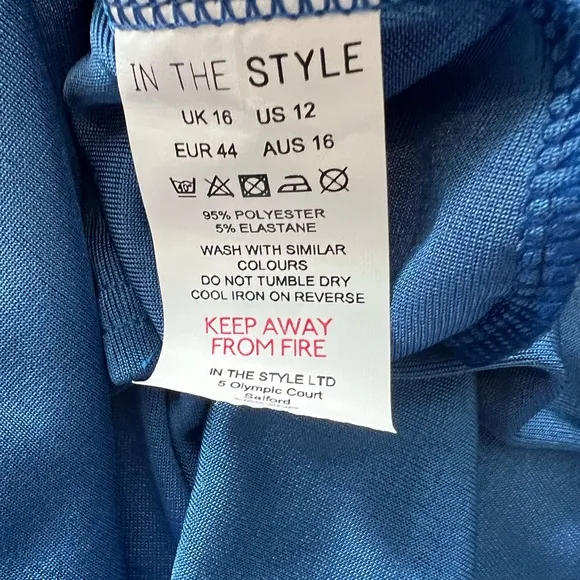 IN THE STYLE
UK 16 US 12
EUR 44 AUS 16
95% POLYESTER
5% ELASTANE
WASH WITH SIMILAR
COLOURS
DO NOT TUMBLE DRY
COOL IRON ON REVERSE
KEEP AWAY
FROM FIRE
IN THE STYLE LTD
5 Olympic Court
Salford